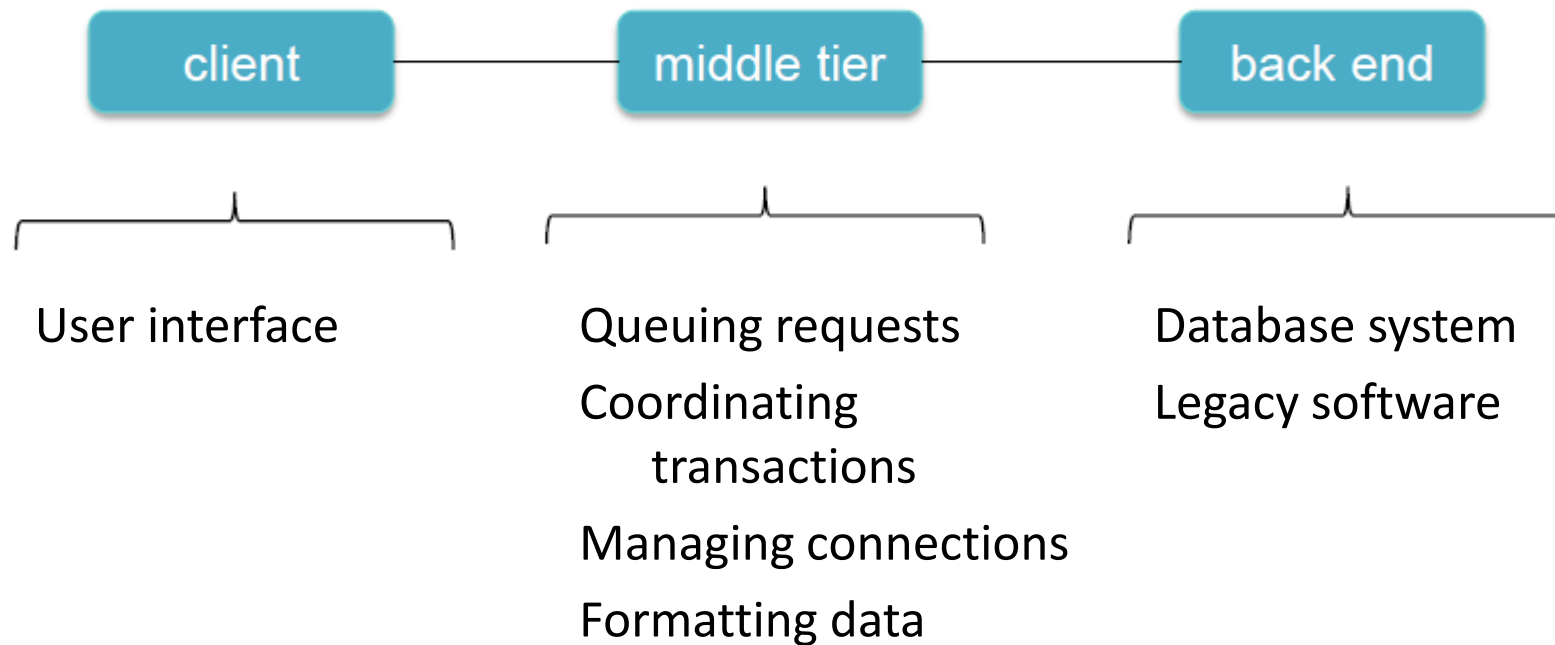 client
middle tier
back end
User interface
Queuing requests
Coordinating
transactions
Managing connections
Formatting data
Database system
Legacy software